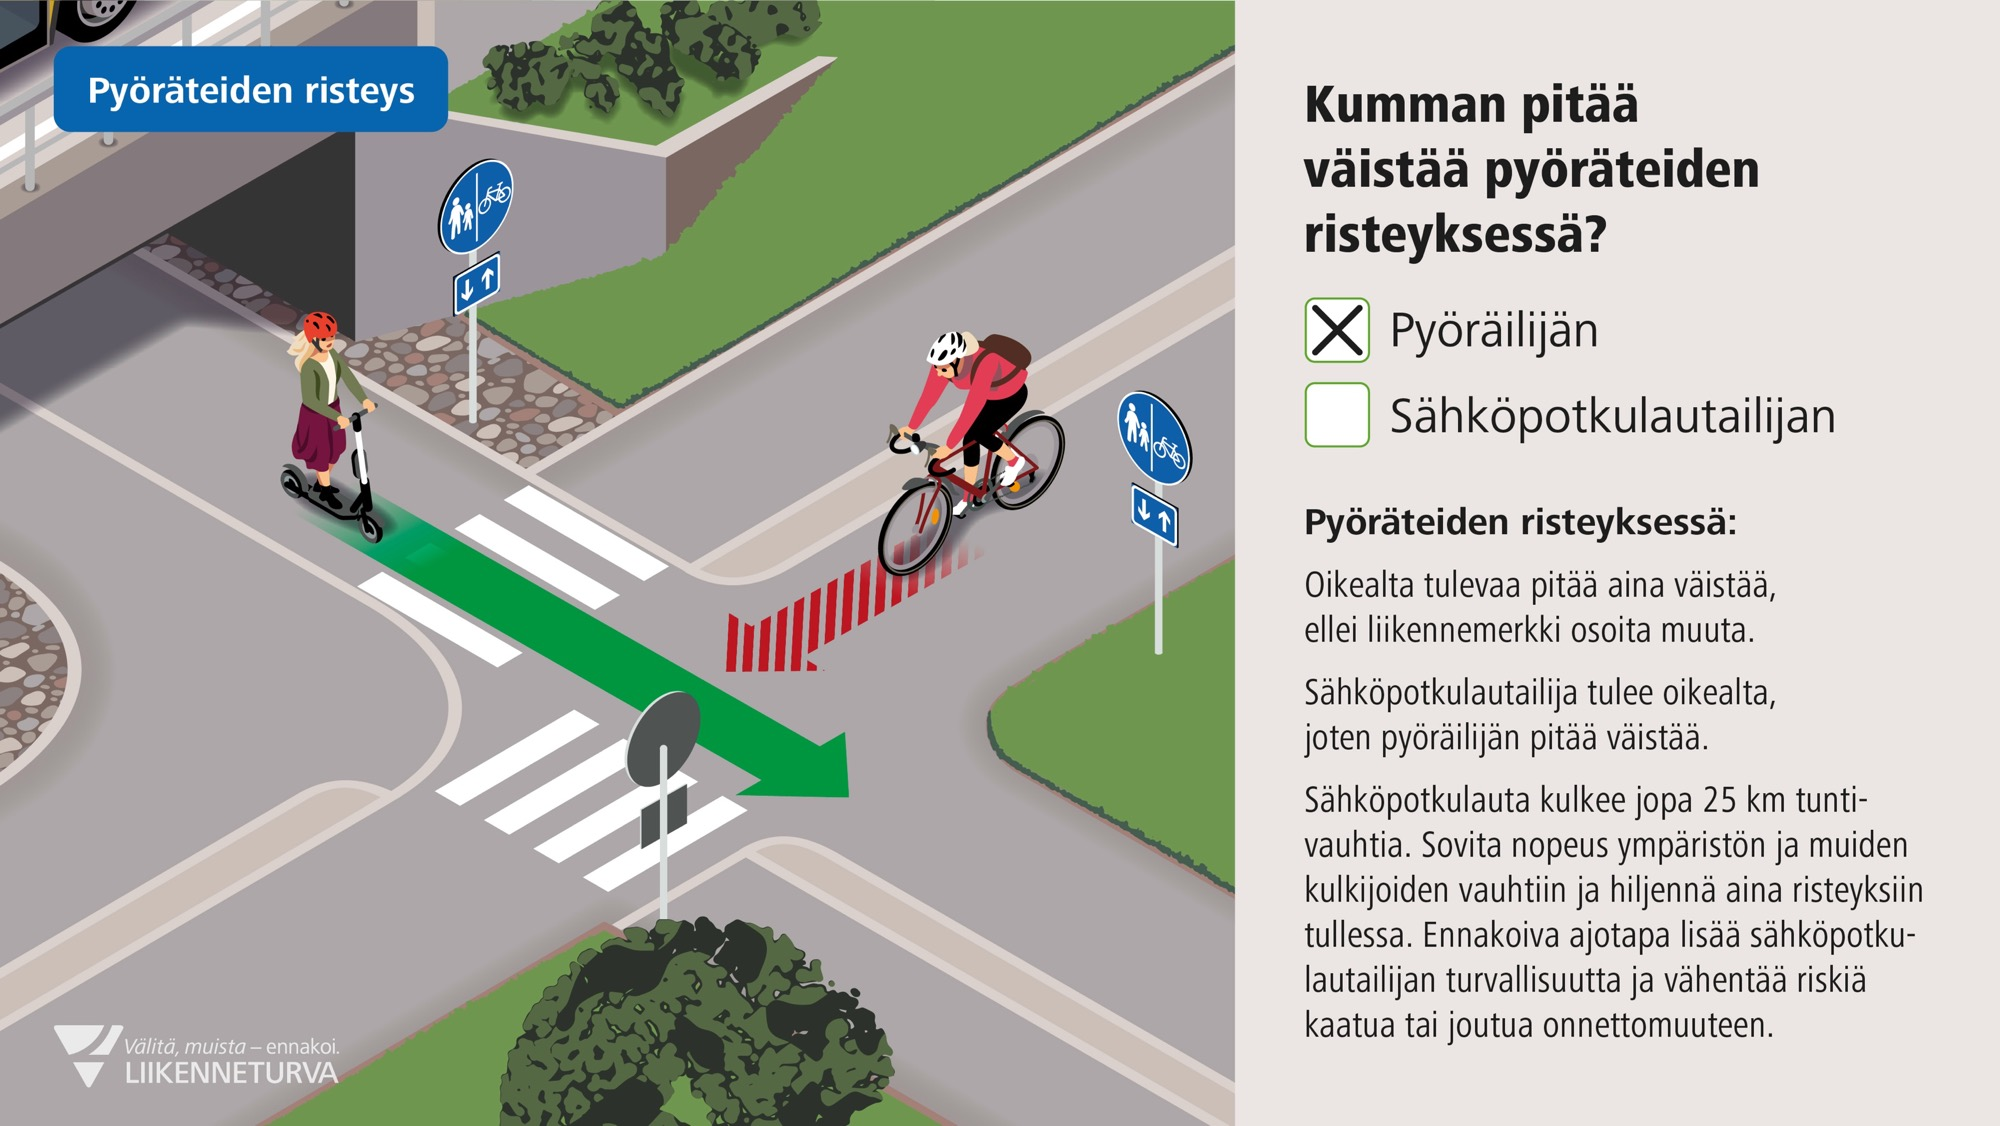 Pyöräteiden risteys
Kumman pitää
väistää pyöräteiden
risteyksessä?
Pyöräilijän
Sähköpotkulautailijan
Pyöräteiden risteyksessä:
Oikealta tulevaa pitää aina väistää,
ellei liikennemerkki osoita muuta.
Sähköpotkulautailija tulee oikealta,
joten pyöräilijän pitää väistää.
Sähköpotkulauta kulkee jopa 25 km tunti-
vauhtia. Sovita nopeus ympäristön ja muiden
kulkijoiden vauhtiin ja hiljennä aina risteyksiin
tullessa. Ennakoiva ajotapa lisää sähköpotku-
lautailijan turvallisuutta ja vähentää riskiä
kaatua tai joutua onnettomuuteen.
Välitä, muista – ennakoi.
LIIKENNETURVA